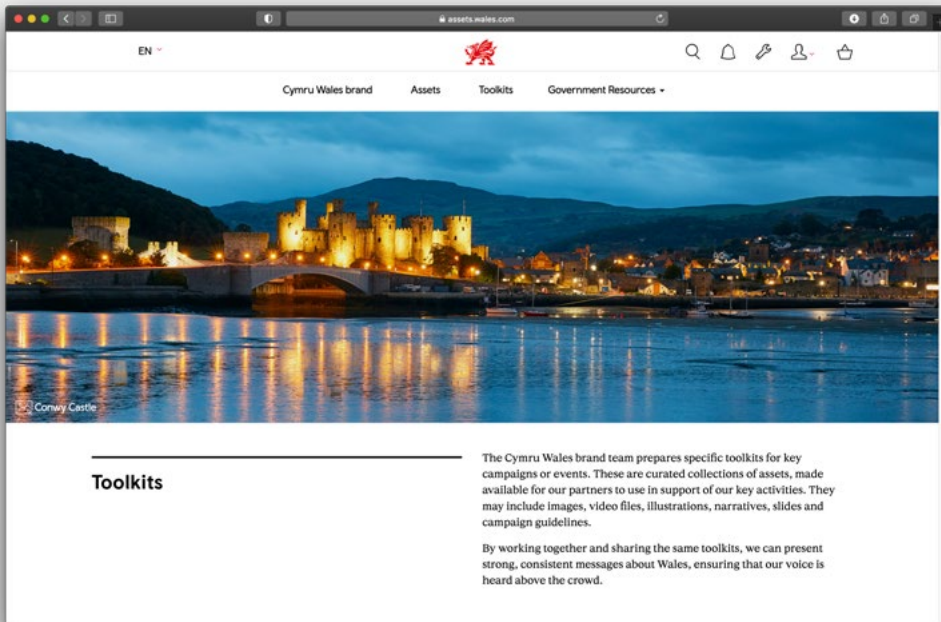 assets.wales.com
EN
Cymru Wales brand
Assets
Toolkits
Government Resources
Conwy Castle
Toolkits
The Cymru Wales brand team prepares specific toolkits for key
campaigns or events. These are curated collections of assets, made
available for our partners to use in support of our key activities. They
may include images, video files, illustrations, narratives, slides and
campaign guidelines.
By working together and sharing the same toolkits, we can present
strong, consistent messages about Wales, ensuring that our voice is
heard above the crowd.